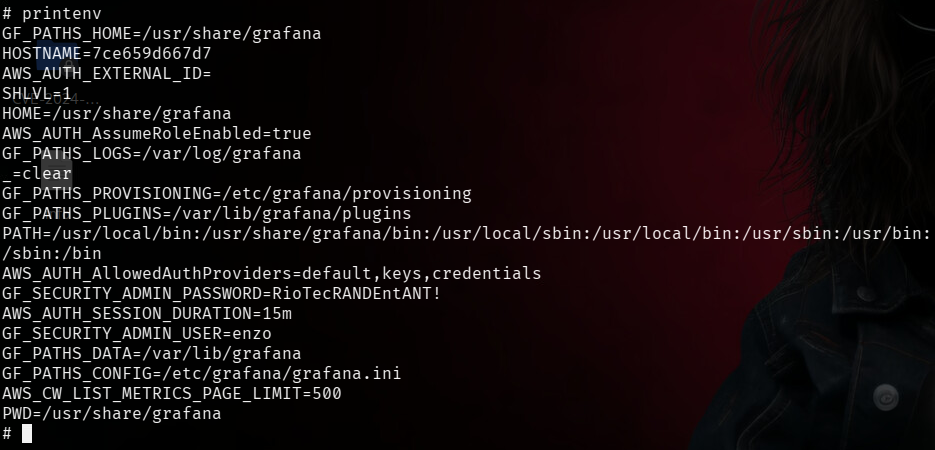 # printenv
GF_PATHS_HOME=/usr/share/grafana
HOSTNAME=7ce659d667d7
AWS_AUTH_EXTERNAL_ID=
SHLVL=1
HOME=/usr/share/grafana
AWS_AUTH_AssumeRoleEnabled=true
GF_PATHS_LOGS=/var/log/grafana
_=clear
GF_PATHS_PROVISIONING=/etc/grafana/provisioning
GF_PATHS_PLUGINS=/var/lib/grafana/plugins
PATH=/usr/local/bin:/usr/share/grafana/bin:/usr/local/sbin:/usr/local/bin:/usr/sbin:/usr/bin:
/sbin:/bin
AWS_AUTH_AllowedAuthProviders=default,keys,credentials
GF_SECURITY_ADMIN_PASSWORD=RioTecRANDEntANT!
AWS_AUTH_SESSION_DURATION=15m
GF_SECURITY_ADMIN_USER=enzo
GF_PATHS_DATA=/var/lib/grafana
GF_PATHS_CONFIG=/etc/grafana/grafana.ini
AWS_CW_LIST_METRICS_PAGE_LIMIT=500
PWD=/usr/share/grafana
#